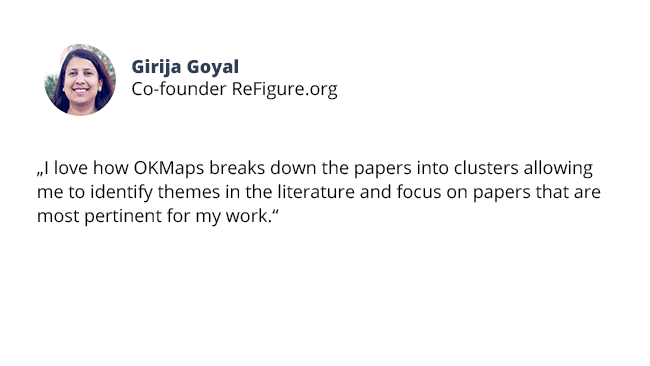 Girija Goyal
Co-founder ReFigure.org
„I love how OKMaps breaks down the papers into clusters allowing
me to identify themes in the literature and focus on papers that are
most pertinent for my work.“